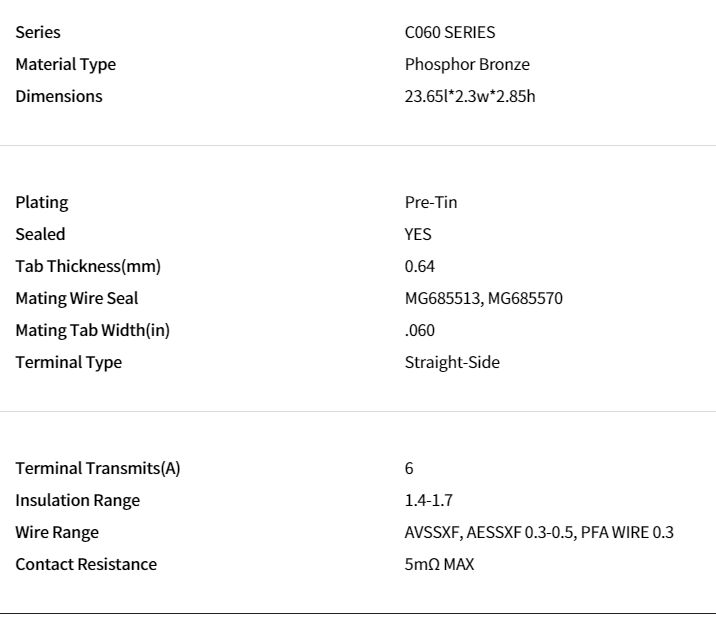 Series C060 SERIES
Material Type Phosphor Bronze
Dimensions 23.65l*2.3w*2.85h
Plating Pre-Tin
Sealed YES
Tab Thickness(mm) 0.64
Mating Wire Seal MG685513, MG685570
Mating Tab Width(in) .060
Terminal Type Straight-Side
Terminal Transmits(A) 6
Insulation Range 1.4-1.7
Wire Range AVSSXF, AESSXF 0.3-0.5, PFA WIRE 0.3
Contact Resistance 5mΩ MAX